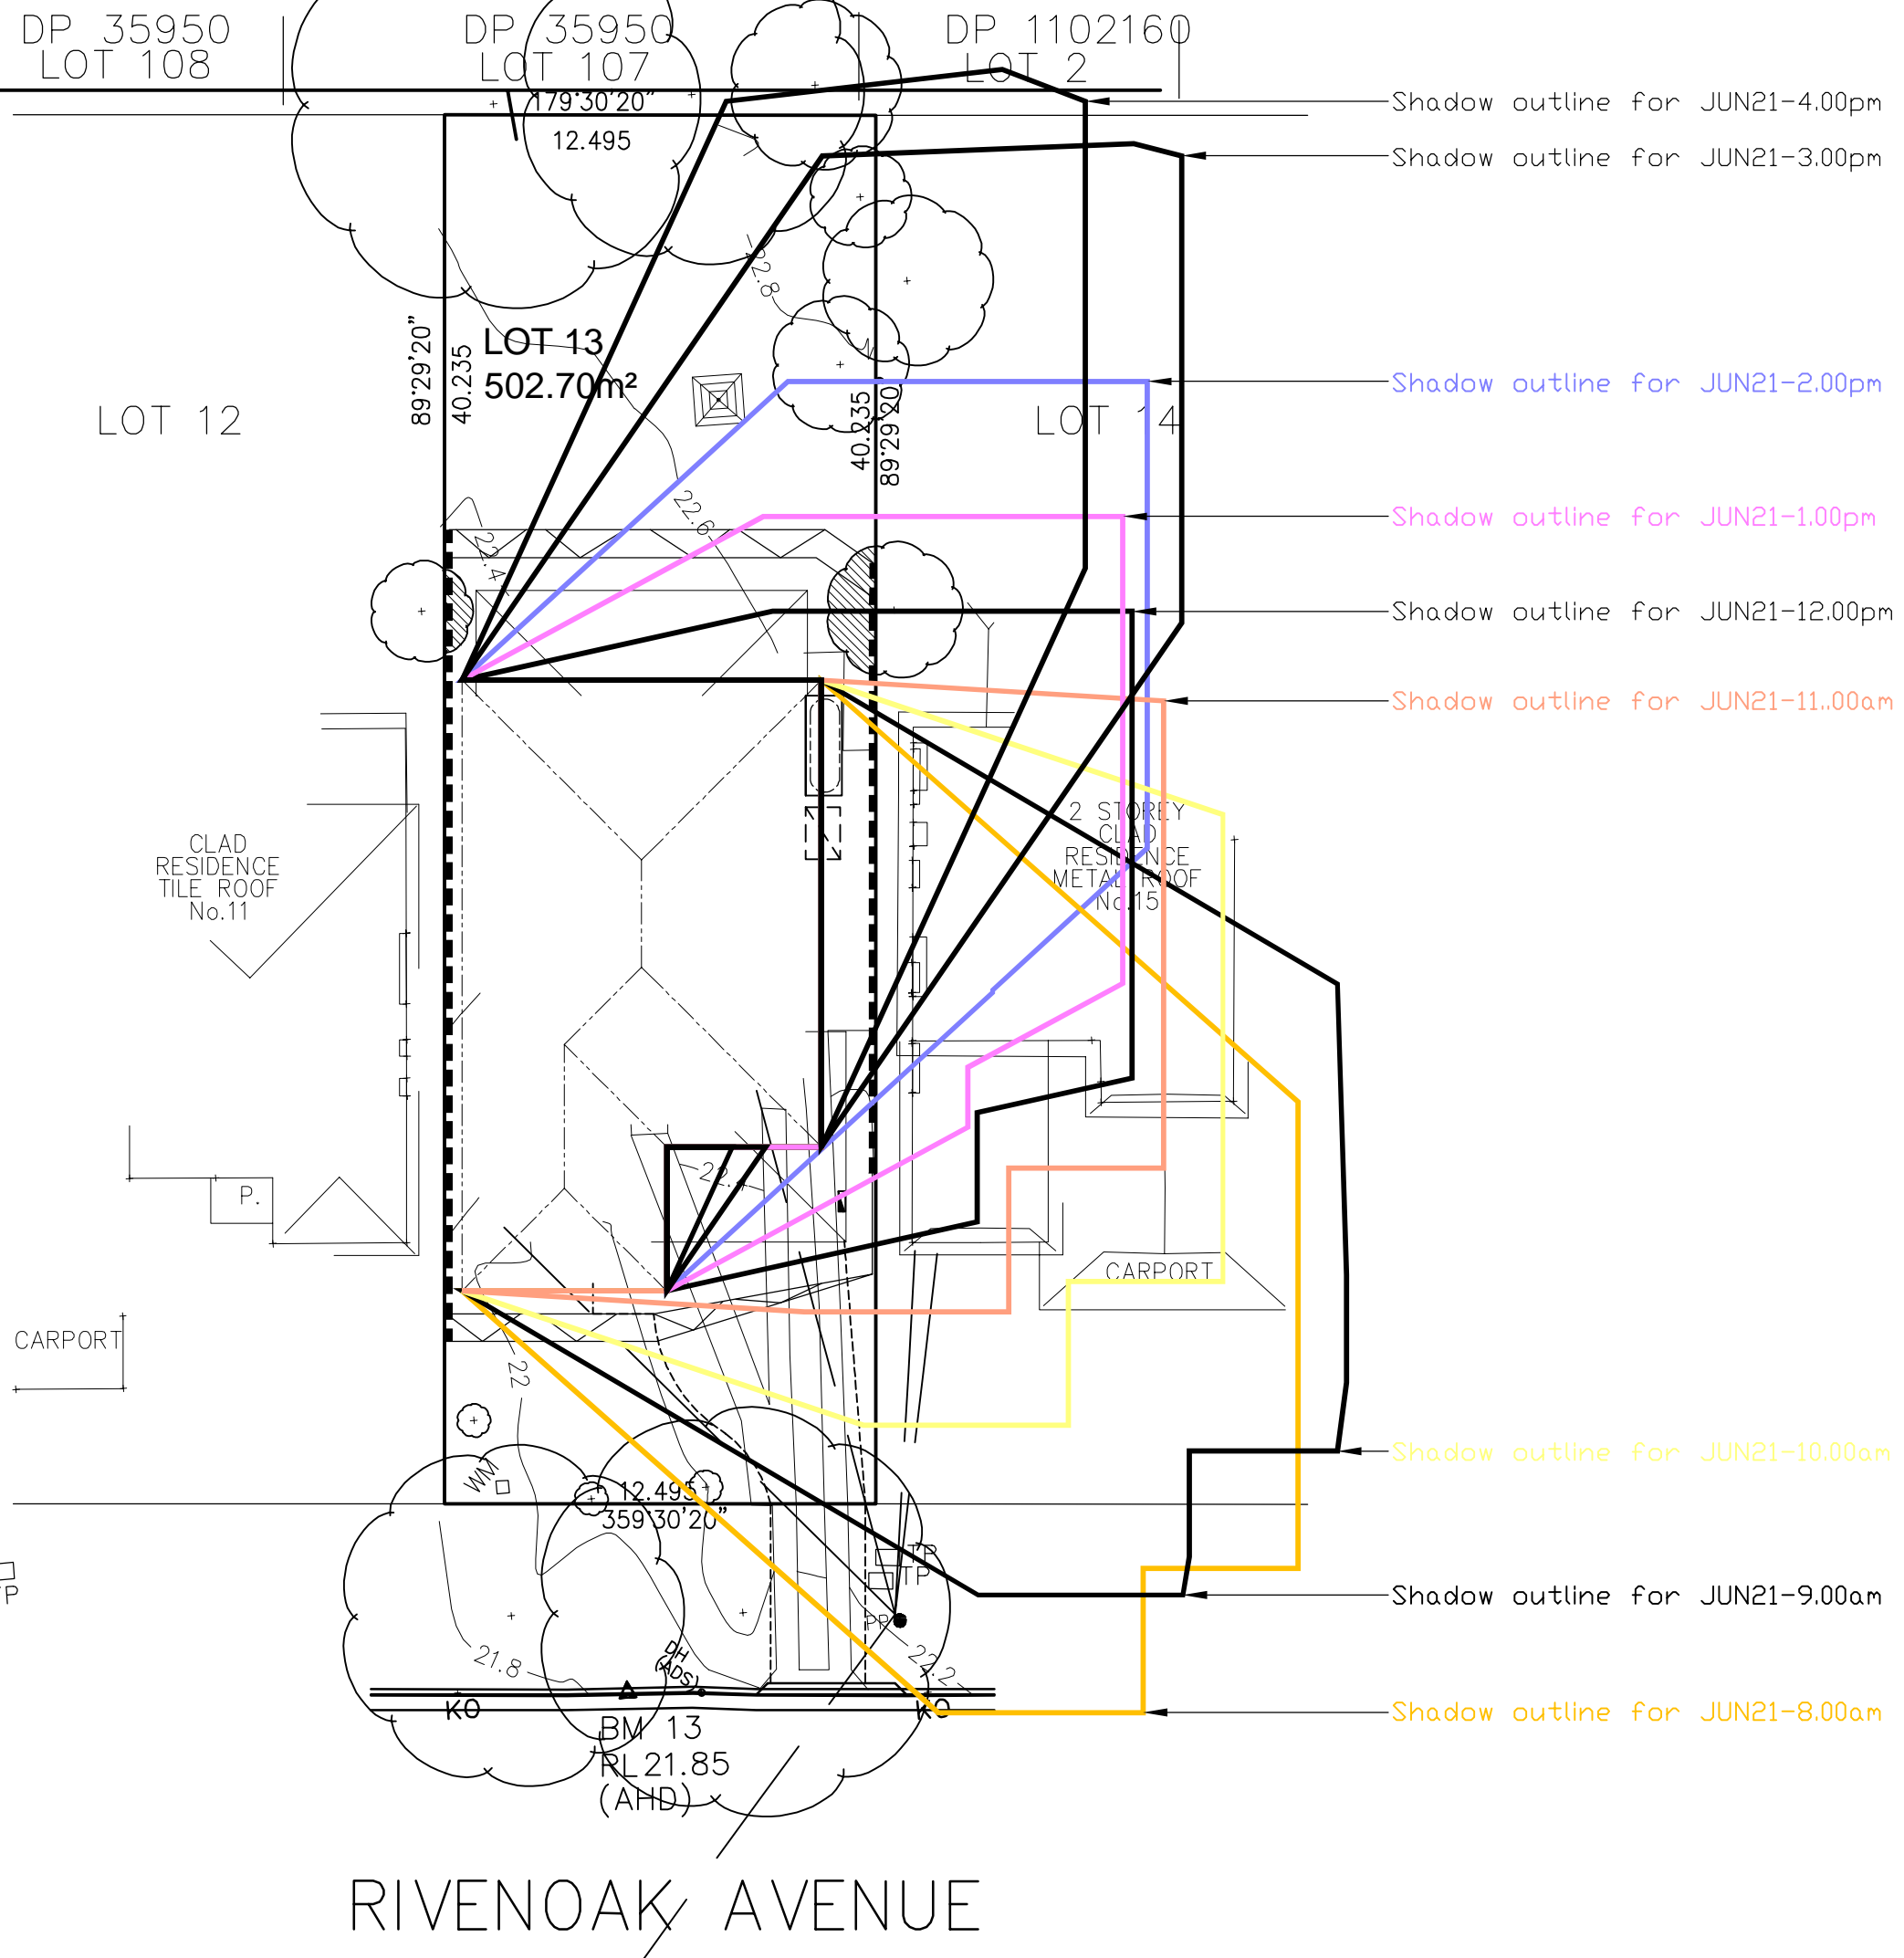 DP 35950
LOT 108
DP 35950
LOT 107
DP 1102160
LOT 2
179°30'20"
12.495
Shadow outline for JUN21-4.00pm
Shadow outline for JUN21-3.00pm
22.8
LOT 13
502.70m²
89°29'20"
40.235
Shadow outline for JUN21-2.00pm
LOT 12
LOT 14
40.235
89°29'20"
22.6
Shadow outline for JUN21-1.00pm
22.4
Shadow outline for JUN21-12.00pm
Shadow outline for JUN21-11..00am
2 STOREY
CLAD
RESIDENCE
METAL ROOF
No.15
CLAD
RESIDENCE
TILE ROOF
No.11
P.
CARPORT
CARPORT
22
Shadow outline for JUN21-10.00am
WM
12.495
359°30'20"
TP
TP
TP
PP
Shadow outline for JUN21-9.00am
21.8
DH
(ADS)
22.2
KO
KO
Shadow outline for JUN21-8.00am
BM 13
RL21.85
(AHD)
RIVENOAK AVENUE